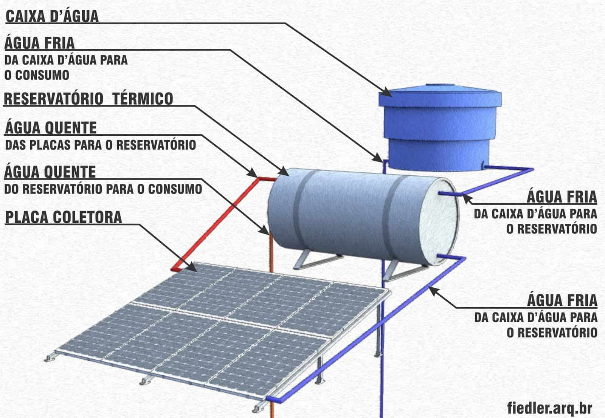 CAIXA D'ÁGUA
ÁGUA FRIA
DA CAIXA D'ÁGUA PARA
O CONSUMO
RESERVATÓRIO TÉRMICO
ÁGUA QUENTE
DAS PLACAS PARA O RESERVATÓRIO
ÁGUA QUENTE
DO RESERVATÓRIO PARA O CONSUMO
PLACA COLETORA
ÁGUA FRIA
DA CAIXA D'ÁGUA PARA
O RESERVATÓRIO
ÁGUA FRIA
DA CAIXA D'ÁGUA PARA
O RESERVATÓRIO
fiedler.arq.br